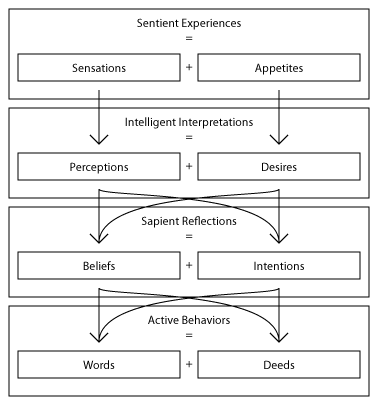 Sentient Experiences
=
Sensations + Appetites
Intelligent Interpretations
=
Perceptions + Desires
Sapient Reflections
=
Beliefs + Intentions
Active Behaviors
=
Words + Deeds